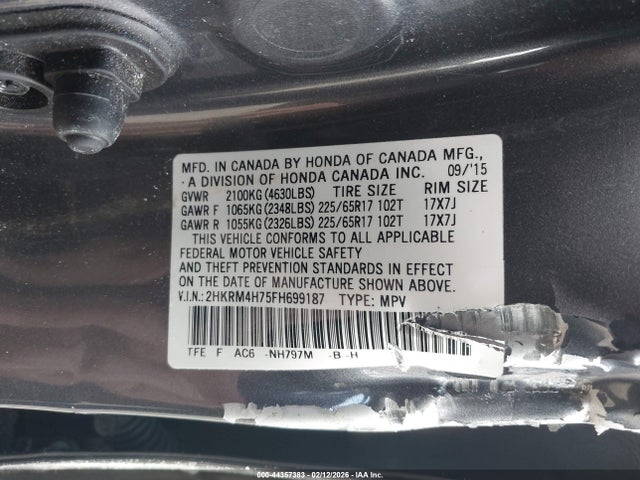 MFD. IN CANADA BY HONDA OF CANADA MFG.,
A DIVISION OF HONDA CANADA INC. 09/'15
GVWR 2100KG(4630LBS) TIRE SIZE RIM SIZE
GAWR F 1065KG(2348LBS) 225/65R17 102T 17X7J
GAWR R 1055KG(2326LBS) 225/65R17 102T 17X7J
THIS VEHICLE CONFORMS TO ALL APPLICABLE
FEDERAL MOTOR VEHICLE SAFETY
AND THEFT PREVENTION STANDARDS IN EFFECT
ON THE DATE OF MANUFACTURE SHOWN ABOVE.
V.I.N.: 2HKRM4H75FH699187 TYPE: MPV
TFE F AC6 -NH797M -B-H
000-44357383 - 02/12/2026 - IAA Inc.